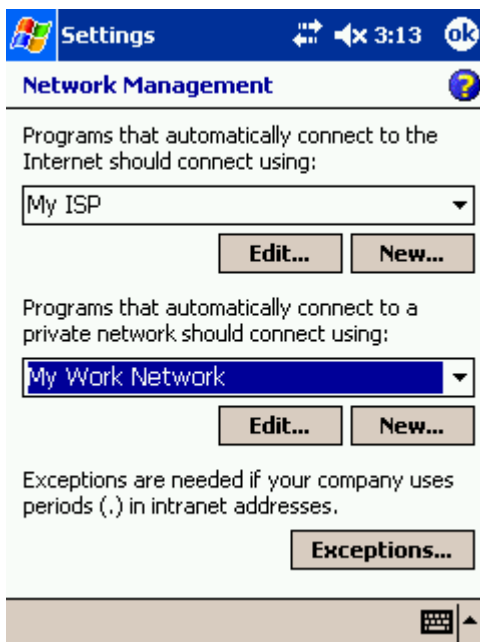 Settings 3:13 ok
Network Management ?
Programs that automatically connect to the
Internet should connect using:
My ISP
Edit... New...
Programs that automatically connect to a
private network should connect using:
My Work Network
Edit... New...
Exceptions are needed if your company uses
periods (.) in intranet addresses.
Exceptions...